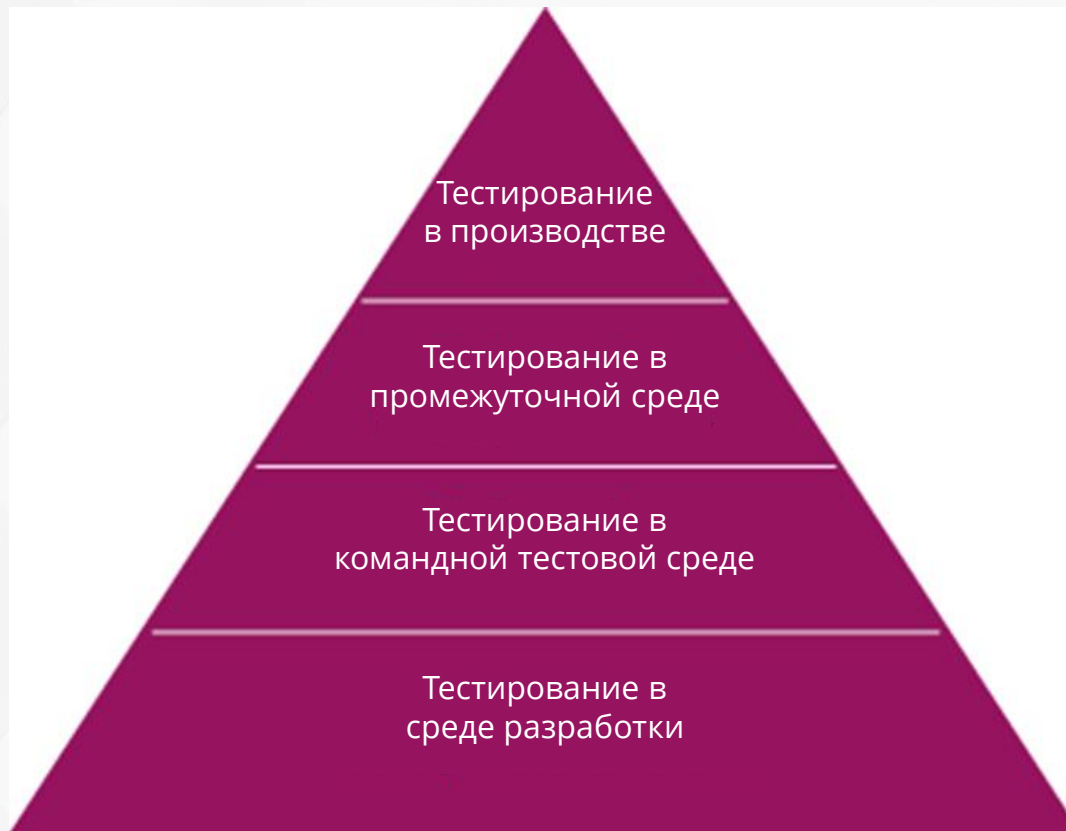 Тестирование
в производстве
Тестирование в
промежуточной среде
Тестирование в
командной тестовой среде
Тестирование в
среде разработки